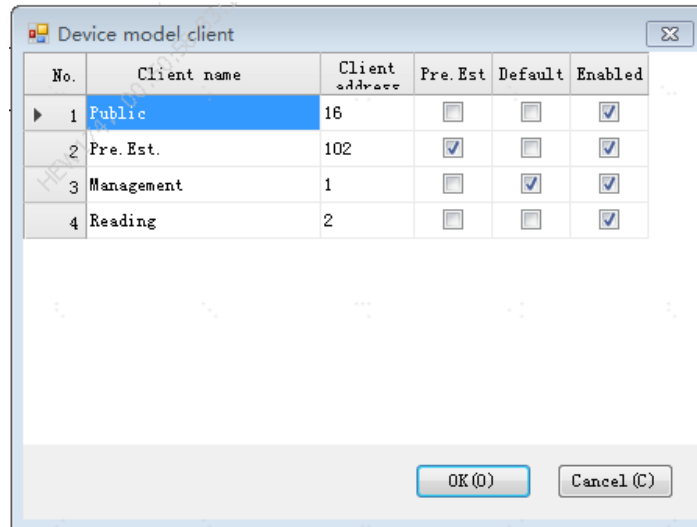 Device model client
No. Client name Client address Pre.Est Default Enabled
1 Public 16
2 Pre.Est. 102
3 Management 1
4 Reading 2
OK(O) Cancel(C)